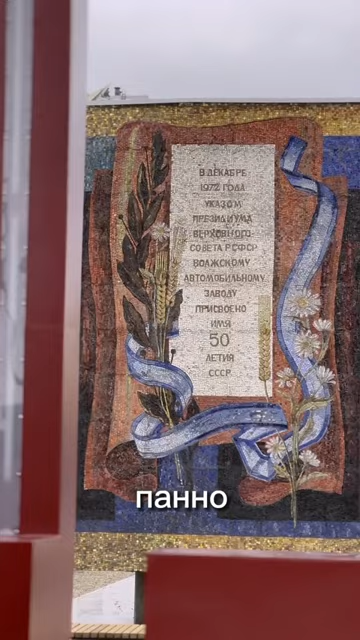 В ДЕКАБРЕ
1972 ГОДА
УКАЗОМ
ПРЕЗИДИУМА
ВЕРХОВНОГО
СОВЕТА РСФСР
ВОЛЖСКОМУ
АВТОМОБИЛЬНОМУ
ЗАВОДУ
ПРИСВОЕНО
ИМЯ
50
ЛЕТИЯ
СССР
панно